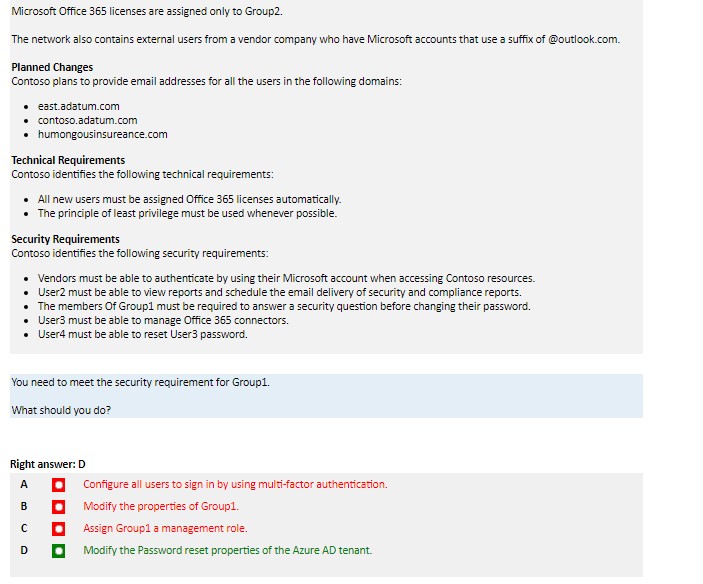 Microsoft Office 365 licenses are assigned only to Group2.
The network also contains external users from a vendor company who have Microsoft accounts that use a suffix of @outlook.com.
Planned Changes
Contoso plans to provide email addresses for all the users in the following domains:
• east.adatum.com
• contoso.adatum.com
• humongousinsureance.com
Technical Requirements
Contoso identifies the following technical requirements:
• All new users must be assigned Office 365 licenses automatically.
• The principle of least privilege must be used whenever possible.
Security Requirements
Contoso identifies the following security requirements:
• Vendors must be able to authenticate by using their Microsoft account when accessing Contoso resources.
• User2 must be able to view reports and schedule the email delivery of security and compliance reports.
• The members Of Group1 must be required to answer a security question before changing their password.
• User3 must be able to manage Office 365 connectors.
• User4 must be able to reset User3 password.
You need to meet the security requirement for Group1.
What should you do?
Right answer: D
A Configure all users to sign in by using multi-factor authentication.
B Modify the properties of Group1.
C Assign Group1 a management role.
D Modify the Password reset properties of the Azure AD tenant.